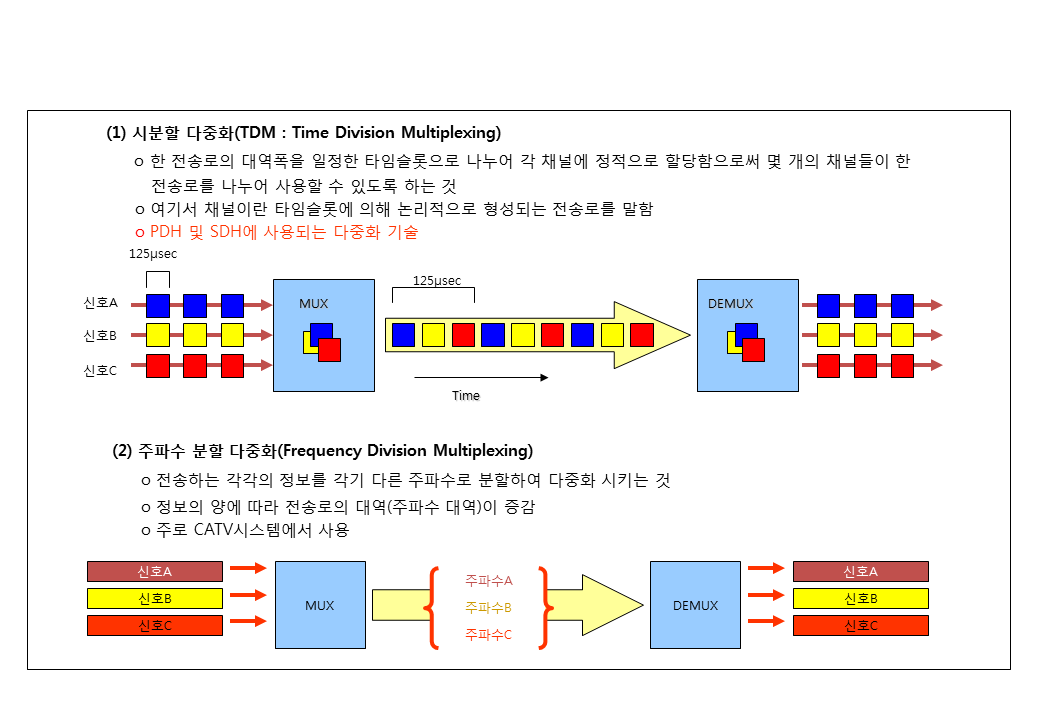 (1) 시분할 다중화(TDM : Time Division Multiplexing)
o 한 전송로의 대역폭을 일정한 타임슬롯으로 나누어 각 채널에 정적으로 할당함으로써 몇 개의 채널들이 한
전송로를 나누어 사용할 수 있도록 하는 것
o 여기서 채널이란 타임슬롯에 의해 논리적으로 형성되는 전송로를 말함
o PDH 및 SDH에 사용되는 다중화 기술
125μsec
125μsec
신호A
MUX
DEMUX
신호B
신호C
Time
(2) 주파수 분할 다중화(Frequency Division Multiplexing)
o 전송하는 각각의 정보를 각기 다른 주파수로 분할하여 다중화 시키는 것
o 정보의 양에 따라 전송로의 대역(주파수 대역)이 증감
o 주로 CATV시스템에서 사용
신호A
신호B
신호C
MUX
주파수A
주파수B
주파수C
DEMUX
신호A
신호B
신호C